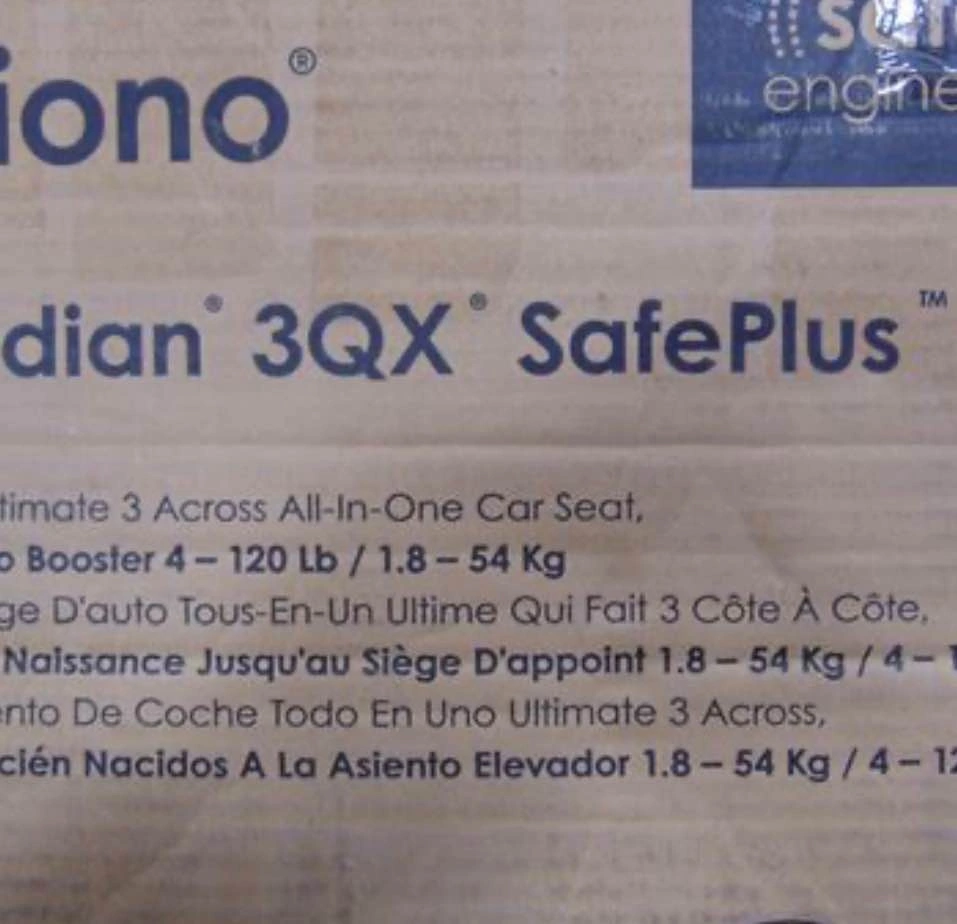 iono®
engine
dian® 3QX® SafePlus™
timate 3 Across All-In-One Car Seat,
o Booster 4 – 120 Lb / 1.8 – 54 Kg
ge D'auto Tous-En-Un Ultime Qui Fait 3 Côte À Côte,
Naissance Jusqu'au Siège D'appoint 1.8 – 54 Kg / 4 – 1
ento De Coche Todo En Uno Ultimate 3 Across,
cién Nacidos A La Asiento Elevador 1.8 – 54 Kg / 4 – 12